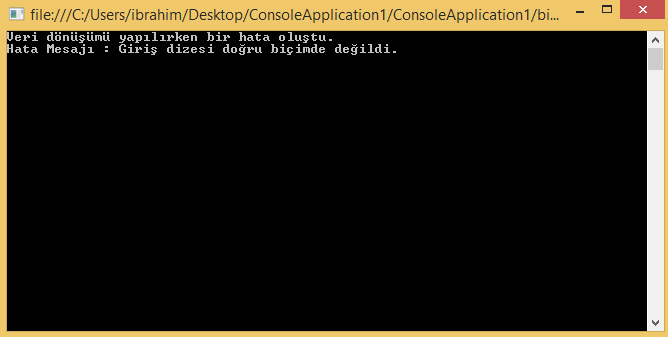 file:///C:/Users/ibrahim/Desktop/ConsoleApplication1/ConsoleApplication1/bi...
Veri dönüşümü yapılırken bir hata oluştu.
Hata Mesajı : Giriş dizesi doğru biçimde değildi.